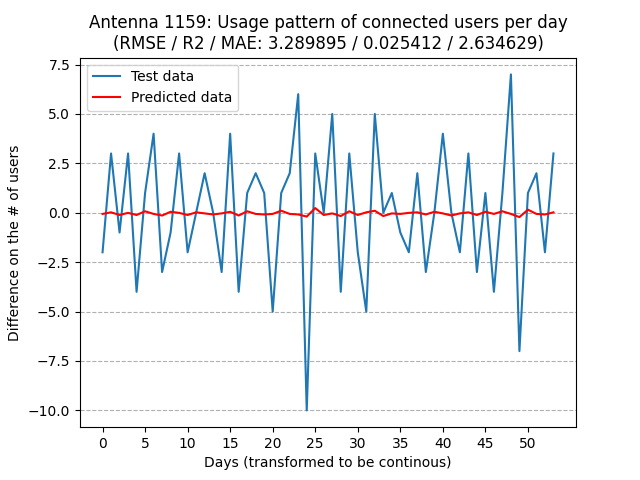 Antenna 1159: Usage pattern of connected users per day
(RMSE / R2 / MAE: 3.289895 / 0.025412 / 2.634629)
Test data
Predicted data
Difference on the # of users
7.5
5.0
2.5
0.0
−2.5
−5.0
−7.5
−10.0
0 5 10 15 20 25 30 35 40 45 50
Days (transformed to be continous)